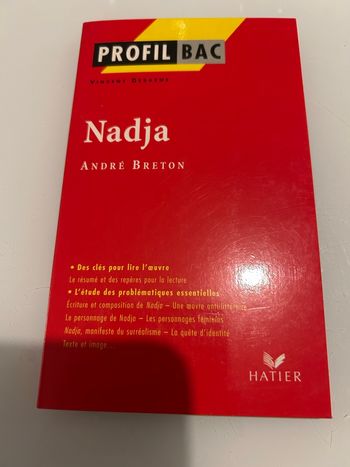 PROFIL BAC
VINCENT
Nadja
ANDRÉ BRETON
• Des clés pour lire l'œuvre
Le résumé et des repères pour la lecture
• L'étude des problématiques essentielles
Écriture et composition de Nadja – Une œuvre antilittéraire
Le personnage de Nadja – Les personnages féminins
Nadja, manifeste du surréalisme – La quête d'identité
Texte et image...
HATIER